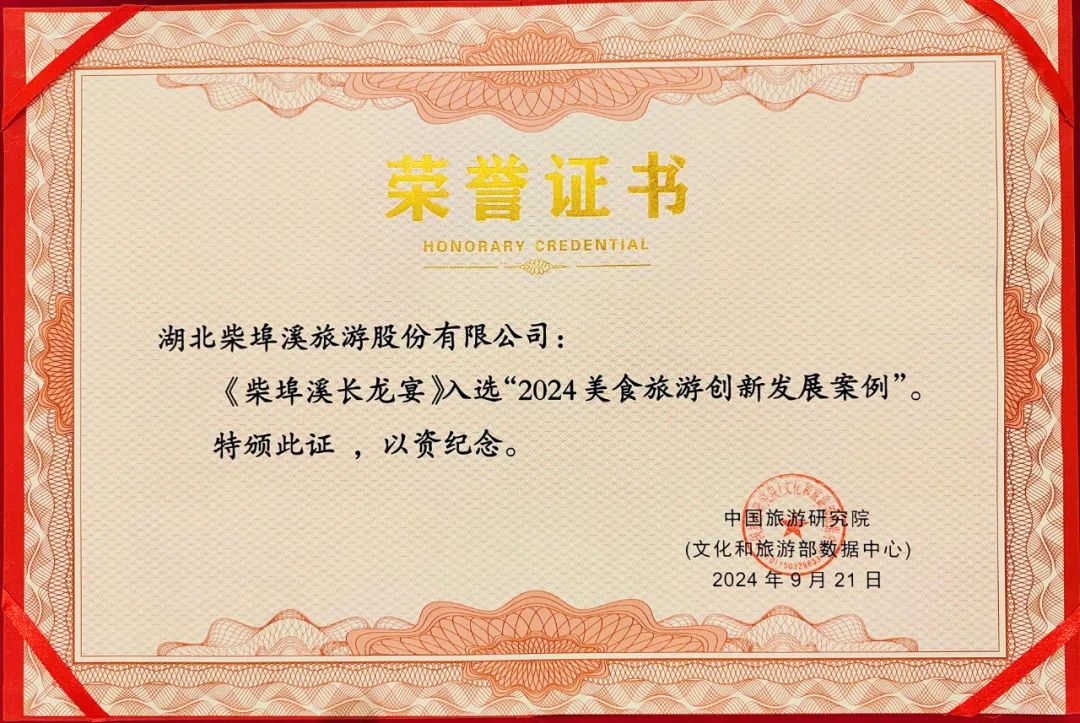 荣誉证书
HONORARY CREDENTIAL
湖北柴埠溪旅游股份有限公司：
《柴埠溪长龙宴》入选“2024美食旅游创新发展案例”。
特颁此证，以资纪念。
中国旅游研究院
(文化和旅游部数据中心)
2024年9月21日